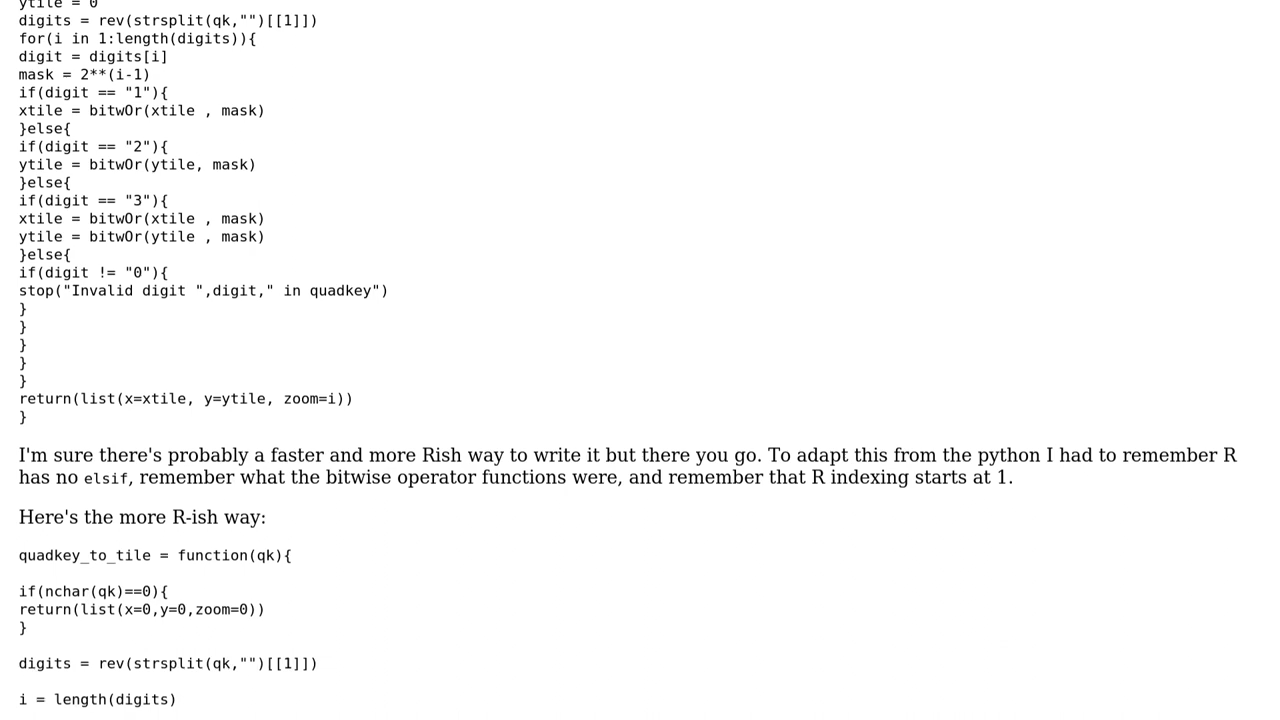 ytile = 0
digits = rev(strsplit(qk,"")[[1]])
for(i in 1:length(digits)){
digit = digits[i]
mask = 2**(i-1)
if(digit == "1"){
xtile = bitwOr(xtile , mask)
}else{
if(digit == "2"){
ytile = bitwOr(ytile, mask)
}else{
if(digit == "3"){
xtile = bitwOr(xtile , mask)
ytile = bitwOr(ytile , mask)
}else{
if(digit != "0"){
stop("Invalid digit ",digit," in quadkey")
}
}
}
}
}
return(list(x=xtile, y=ytile, zoom=i))
}
I'm sure there's probably a faster and more Rish way to write it but there you go. To adapt this from the python I had to remember R
has no elsif, remember what the bitwise operator functions were, and remember that R indexing starts at 1.
Here's the more R-ish way:
quadkey_to_tile = function(qk){
if(nchar(qk)==0){
return(list(x=0,y=0,zoom=0))
}
digits = rev(strsplit(qk,"")[[1]])
i = length(digits)